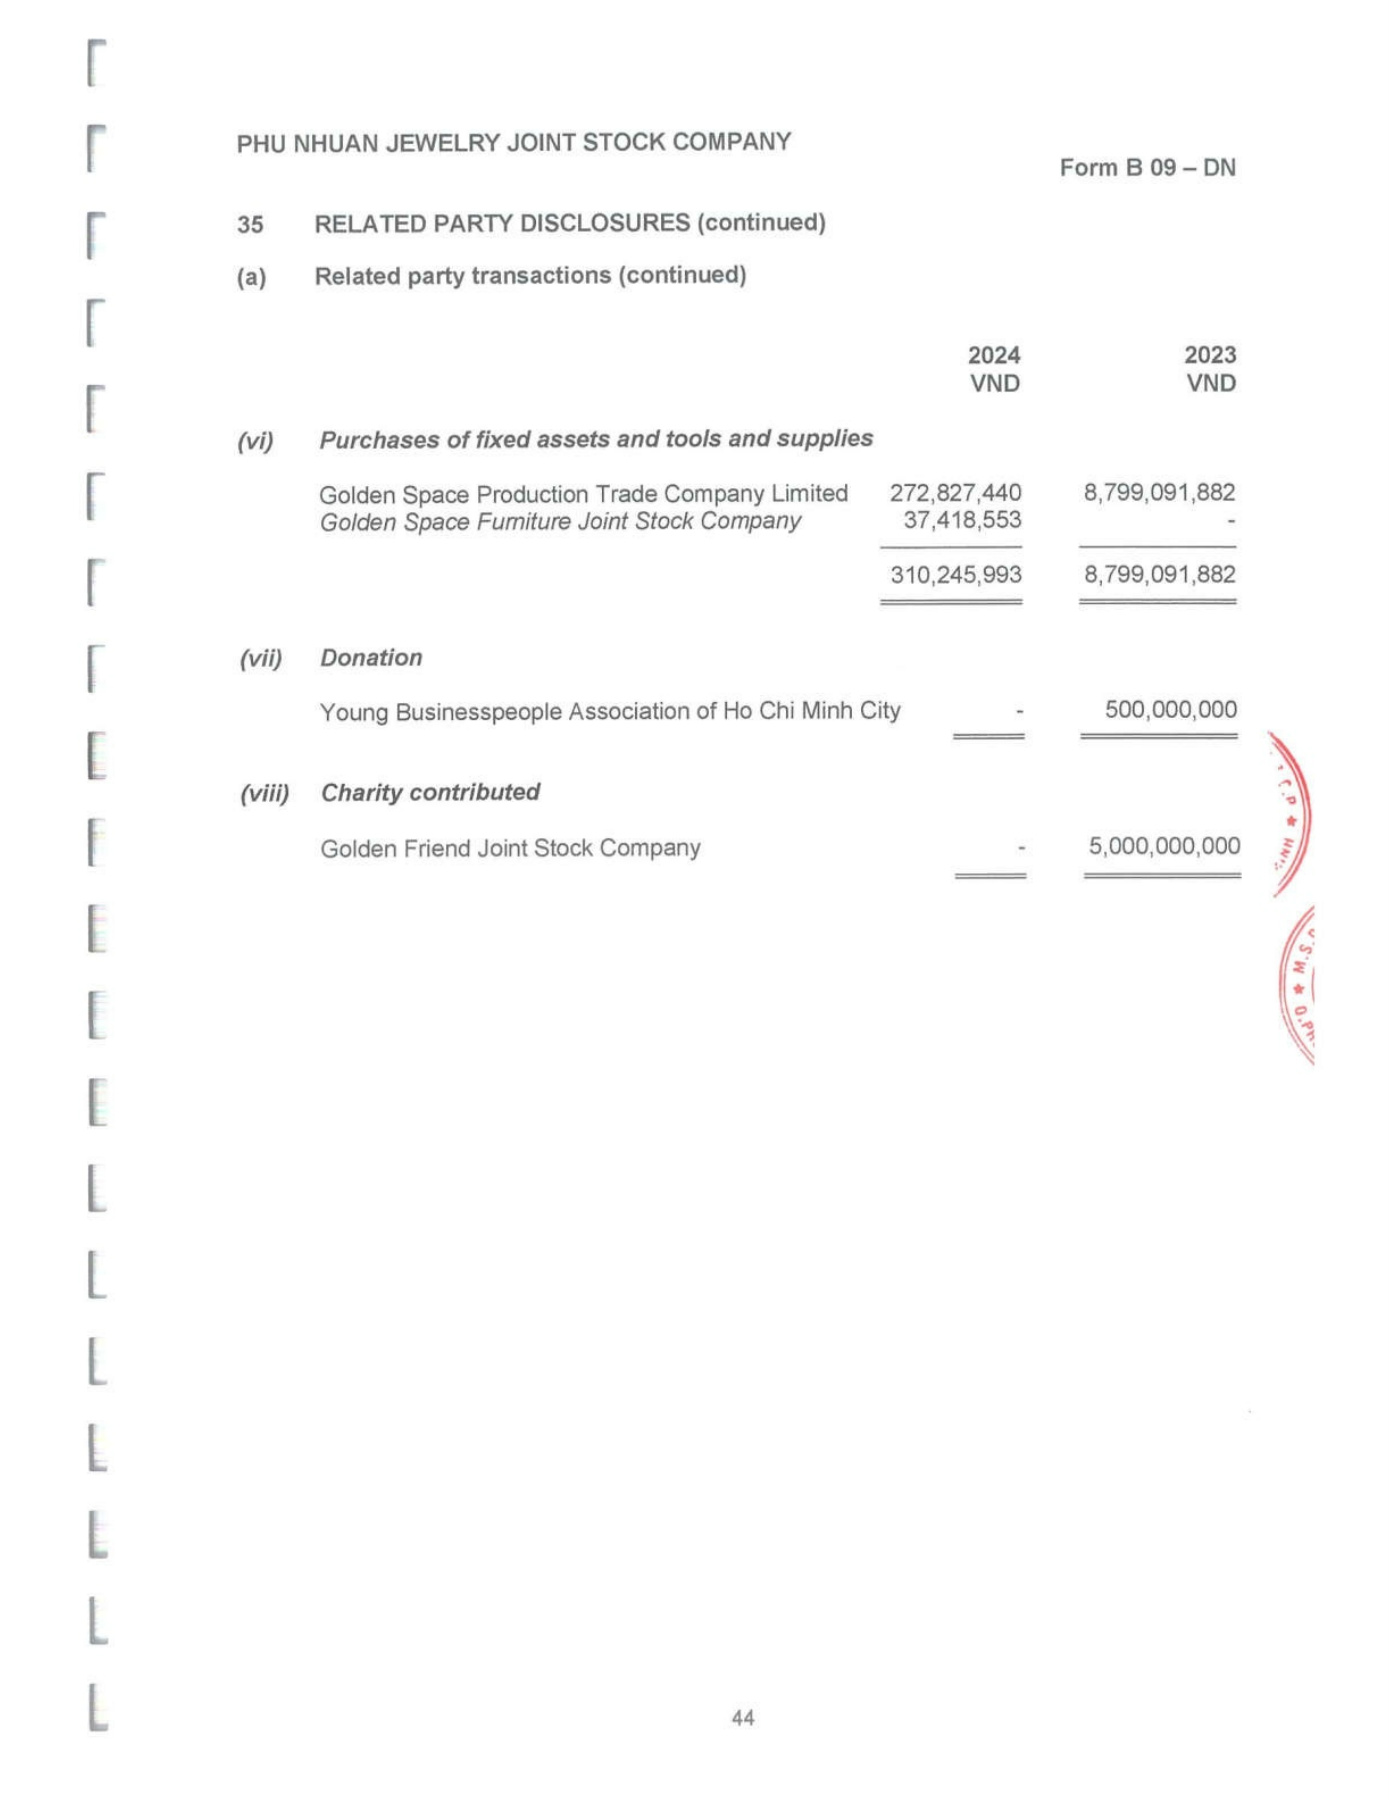 PHU NHUAN JEWELRY JOINT STOCK COMPANY
Form B 09 – DN
35 RELATED PARTY DISCLOSURES (continued)
(a) Related party transactions (continued)
2024 2023
VND VND
(vi) Purchases of fixed assets and tools and supplies
Golden Space Production Trade Company Limited 272,827,440 8,799,091,882
Golden Space Furniture Joint Stock Company 37,418,553 -
310,245,993 8,799,091,882
(vii) Donation
Young Businesspeople Association of Ho Chi Minh City - 500,000,000
(viii) Charity contributed
Golden Friend Joint Stock Company - 5,000,000,000
M.S.
44